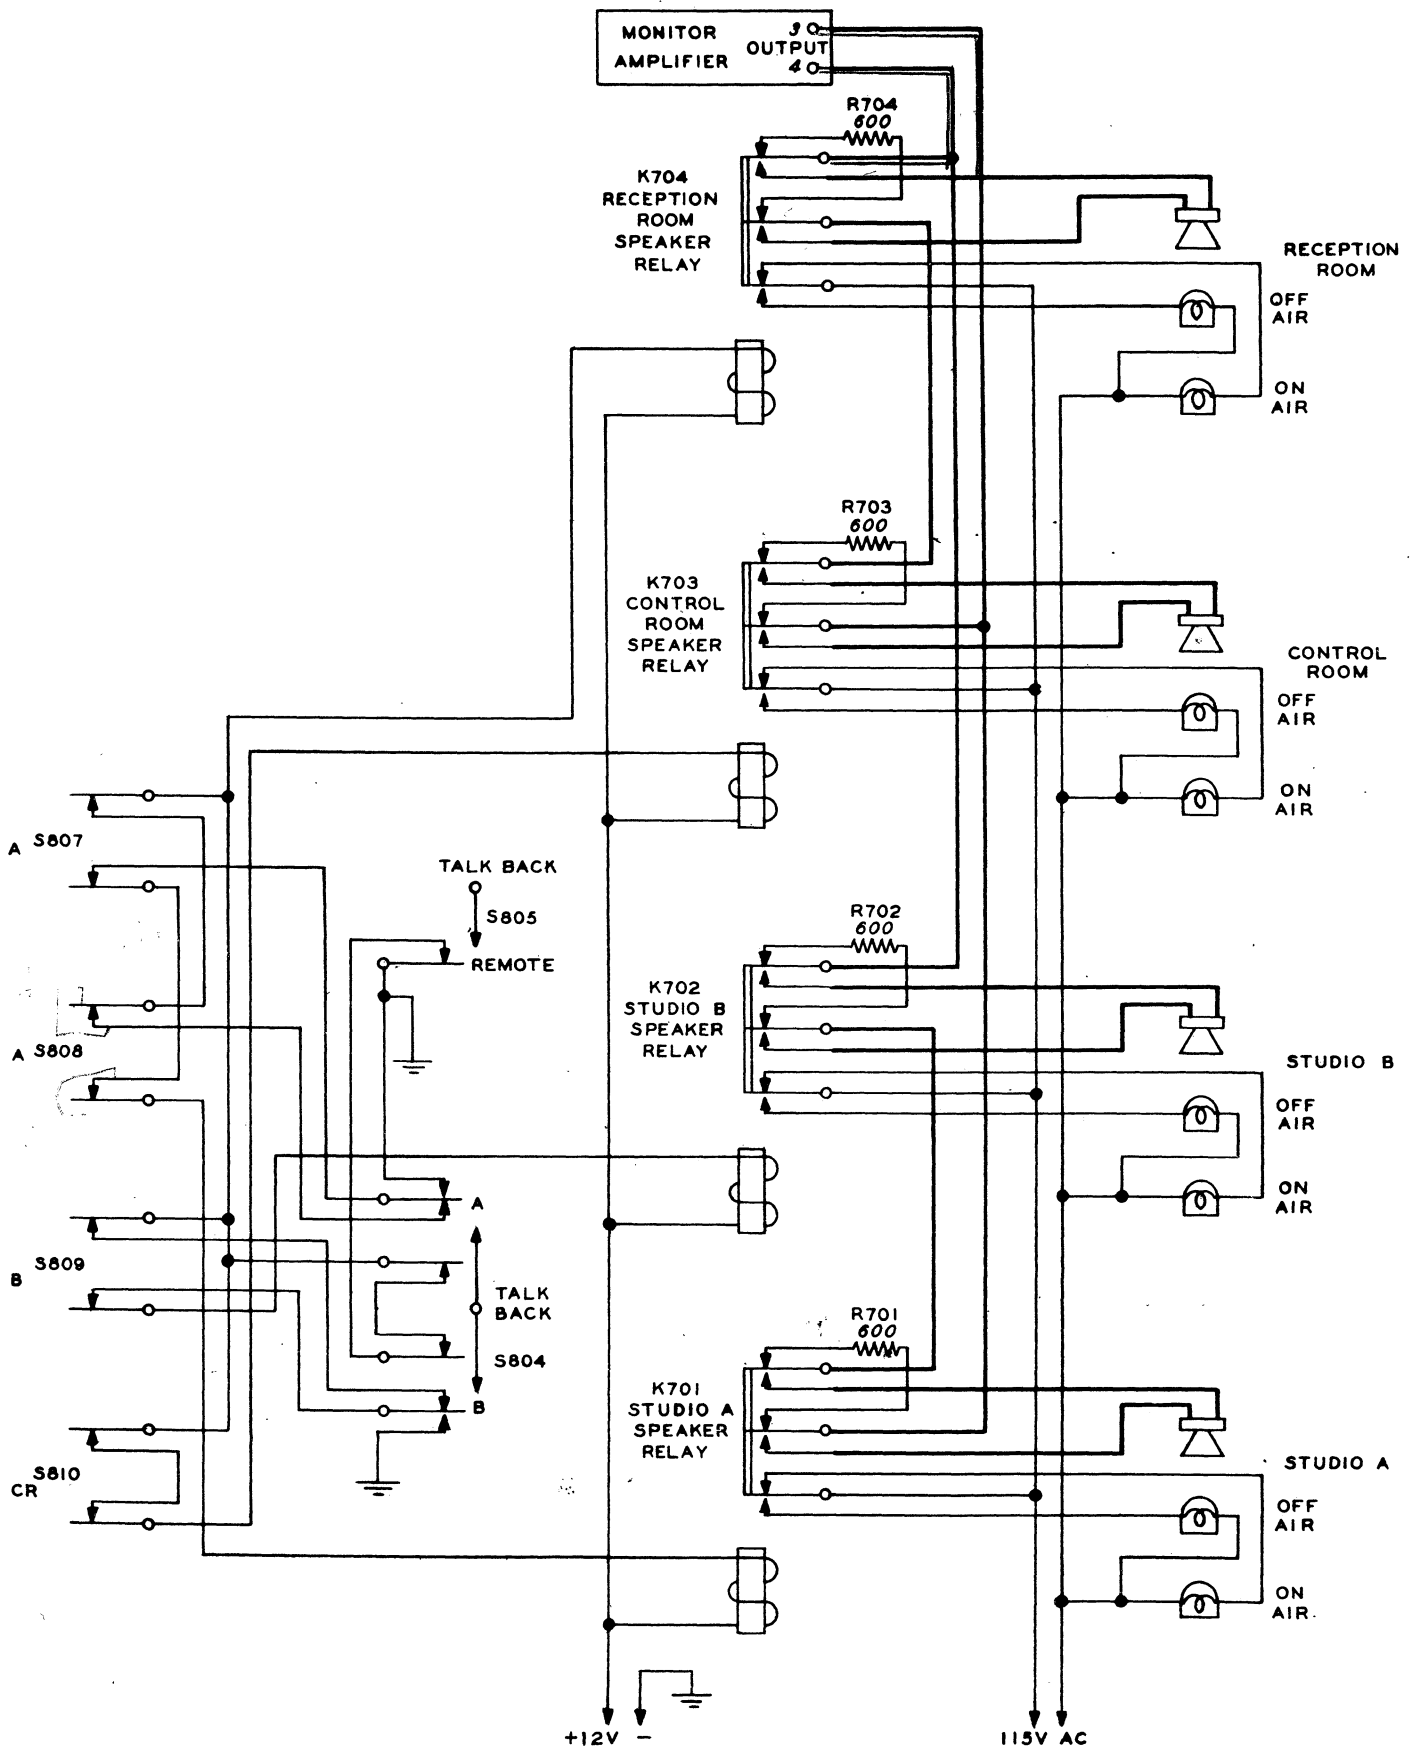 MONITOR
AMPLIFIER
3
OUTPUT
4
R704
600
K704
RECEPTION
ROOM
SPEAKER
RELAY
RECEPTION
ROOM
OFF
AIR
ON
AIR
R703
600
K703
CONTROL
ROOM
SPEAKER
RELAY
CONTROL
ROOM
OFF
AIR
ON
AIR
A S807
TALK BACK
S805
REMOTE
R702
600
K702
STUDIO B
SPEAKER
RELAY
A S808
STUDIO B
OFF
AIR
ON
AIR
A
B S809
TALK
BACK
S804
B
R701
600
K701
STUDIO A
SPEAKER
RELAY
CR S810
STUDIO A
OFF
AIR
ON
AIR
+12V -
115V AC